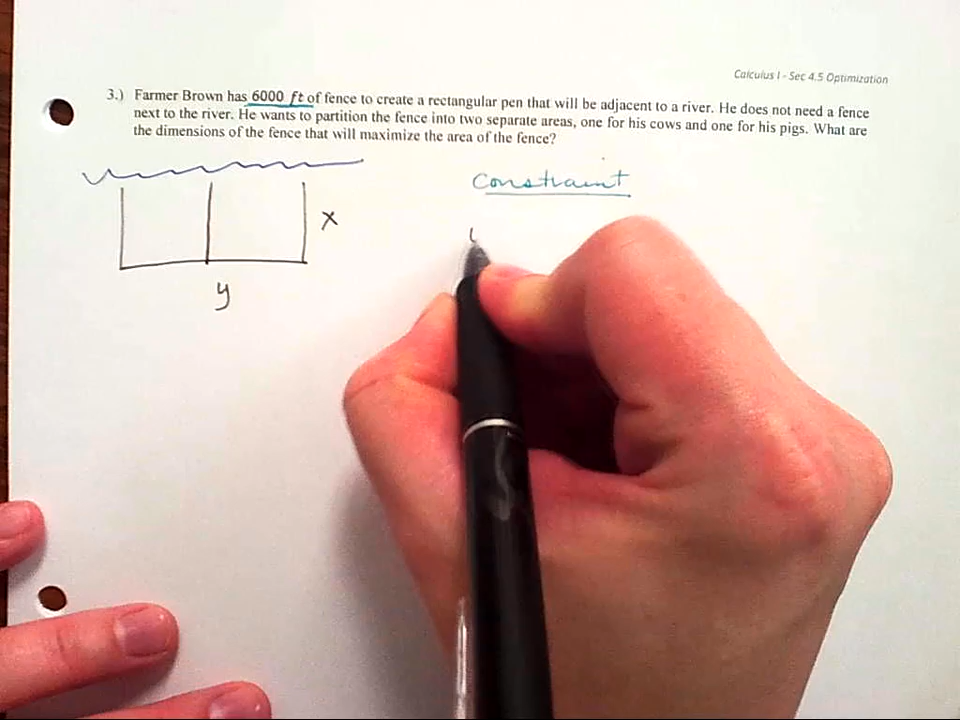 Calculus I - Sec 4.5 Optimization
3.) Farmer Brown has 6000 ft of fence to create a rectangular pen that will be adjacent to a river. He does not need a fence
next to the river. He wants to partition the fence into two separate areas, one for his cows and one for his pigs. What are
the dimensions of the fence that will maximize the area of the fence?
Constraint
x
y